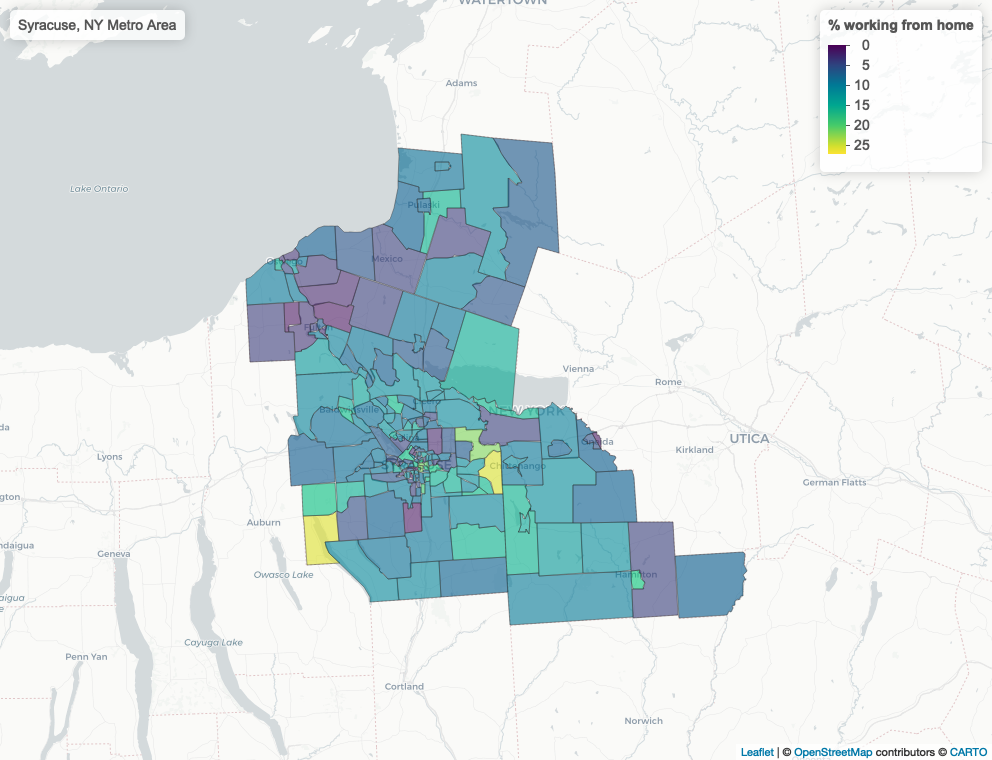 WATERTOWN
Syracuse, NY Metro Area
% working from home
0
5
10
15
20
25
Adams
Lake Ontario
Pulaski
Mexico
Oswego
Fulton
Vienna
Rome
NEW YORK
Baldwinsville
UTICA
Oneida
Kirkland
Lyons
Chittenango
German Flatts
Auburn
Geneva
Owasco Lake
Hamilton
Cayuga Lake
Penn Yan
Cortland
Norwich
Leaflet | © OpenStreetMap contributors © CARTO